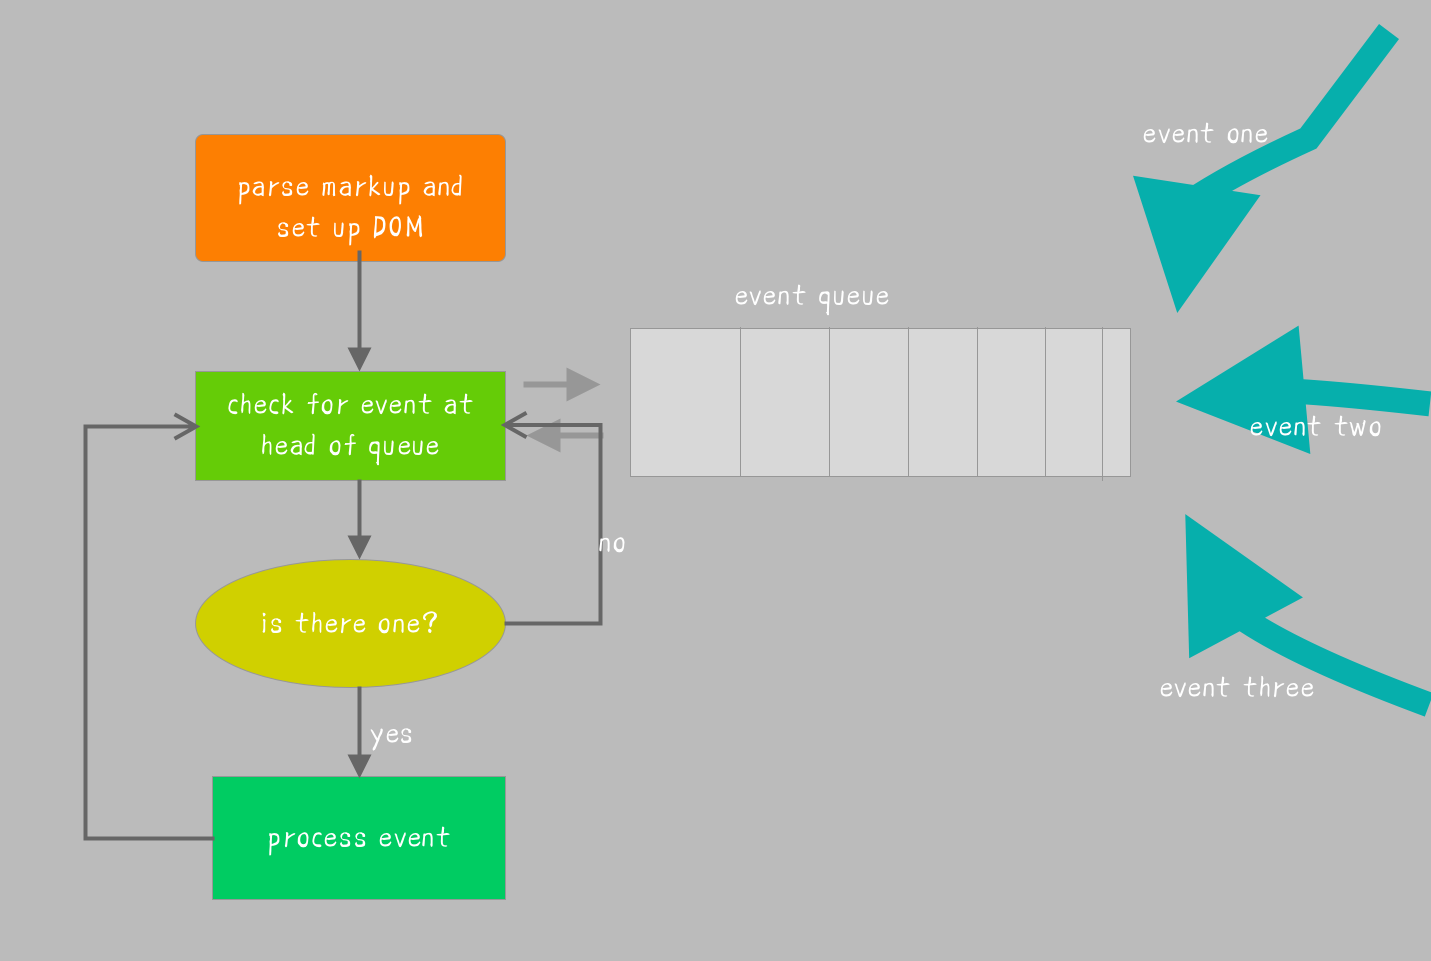 event one
parse markup and
set up DOM
event queue
check for event at
head of queue
event two
no
is there one?
event three
yes
process event